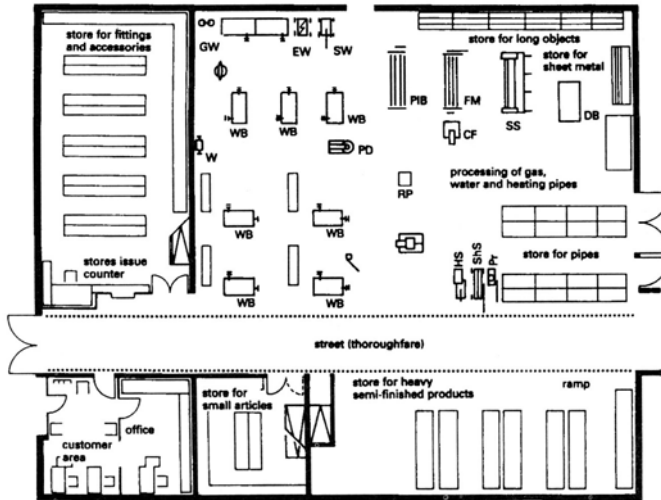 store for fittings
and accessories
GW
EW
SW
store for long objects
store for
sheet metal
PIB
FM
SS
DB
CF
WB
WB
WB
W
PD
RP
processing of gas,
water and heating pipes
WB
WB
HS
ShS
Pr
store for pipes
stores issue
counter
WB
WB
street (thoroughfare)
store for
small articles
store for heavy
semi-finished products
ramp
office
customer
area